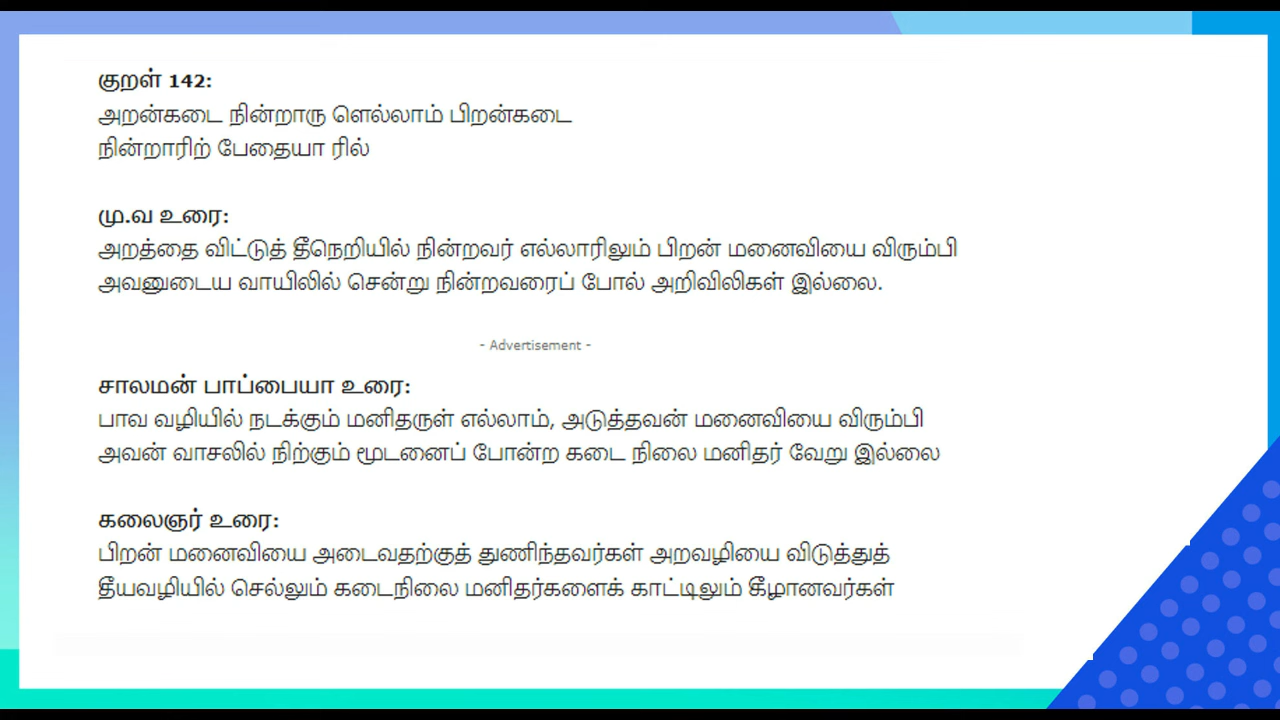 குறள் 142:
அறன்கடை நின்றாரு ளெல்லாம் பிறன்கடை
நின்றாரிற் பேதையா ரில்
மு.வ உரை:
அறத்தை விட்டுத் தீநெறியில் நின்றவர் எல்லாரிலும் பிறன் மனைவியை விரும்பி
அவனுடைய வாயிலில் சென்று நின்றவரைப் போல் அறிவிலிகள் இல்லை.
- Advertisement -
சாலமன் பாப்பையா உரை:
பாவ வழியில் நடக்கும் மனிதருள் எல்லாம், அடுத்தவன் மனைவியை விரும்பி
அவன் வாசலில் நிற்கும் மூடனைப் போன்ற கடை நிலை மனிதர் வேறு இல்லை
கலைஞர் உரை:
பிறன் மனைவியை அடைவதற்குத் துணிந்தவர்கள் அறவழியை விடுத்துத்
தீயவழியில் செல்லும் கடைநிலை மனிதர்களைக் காட்டிலும் கீழானவர்கள்